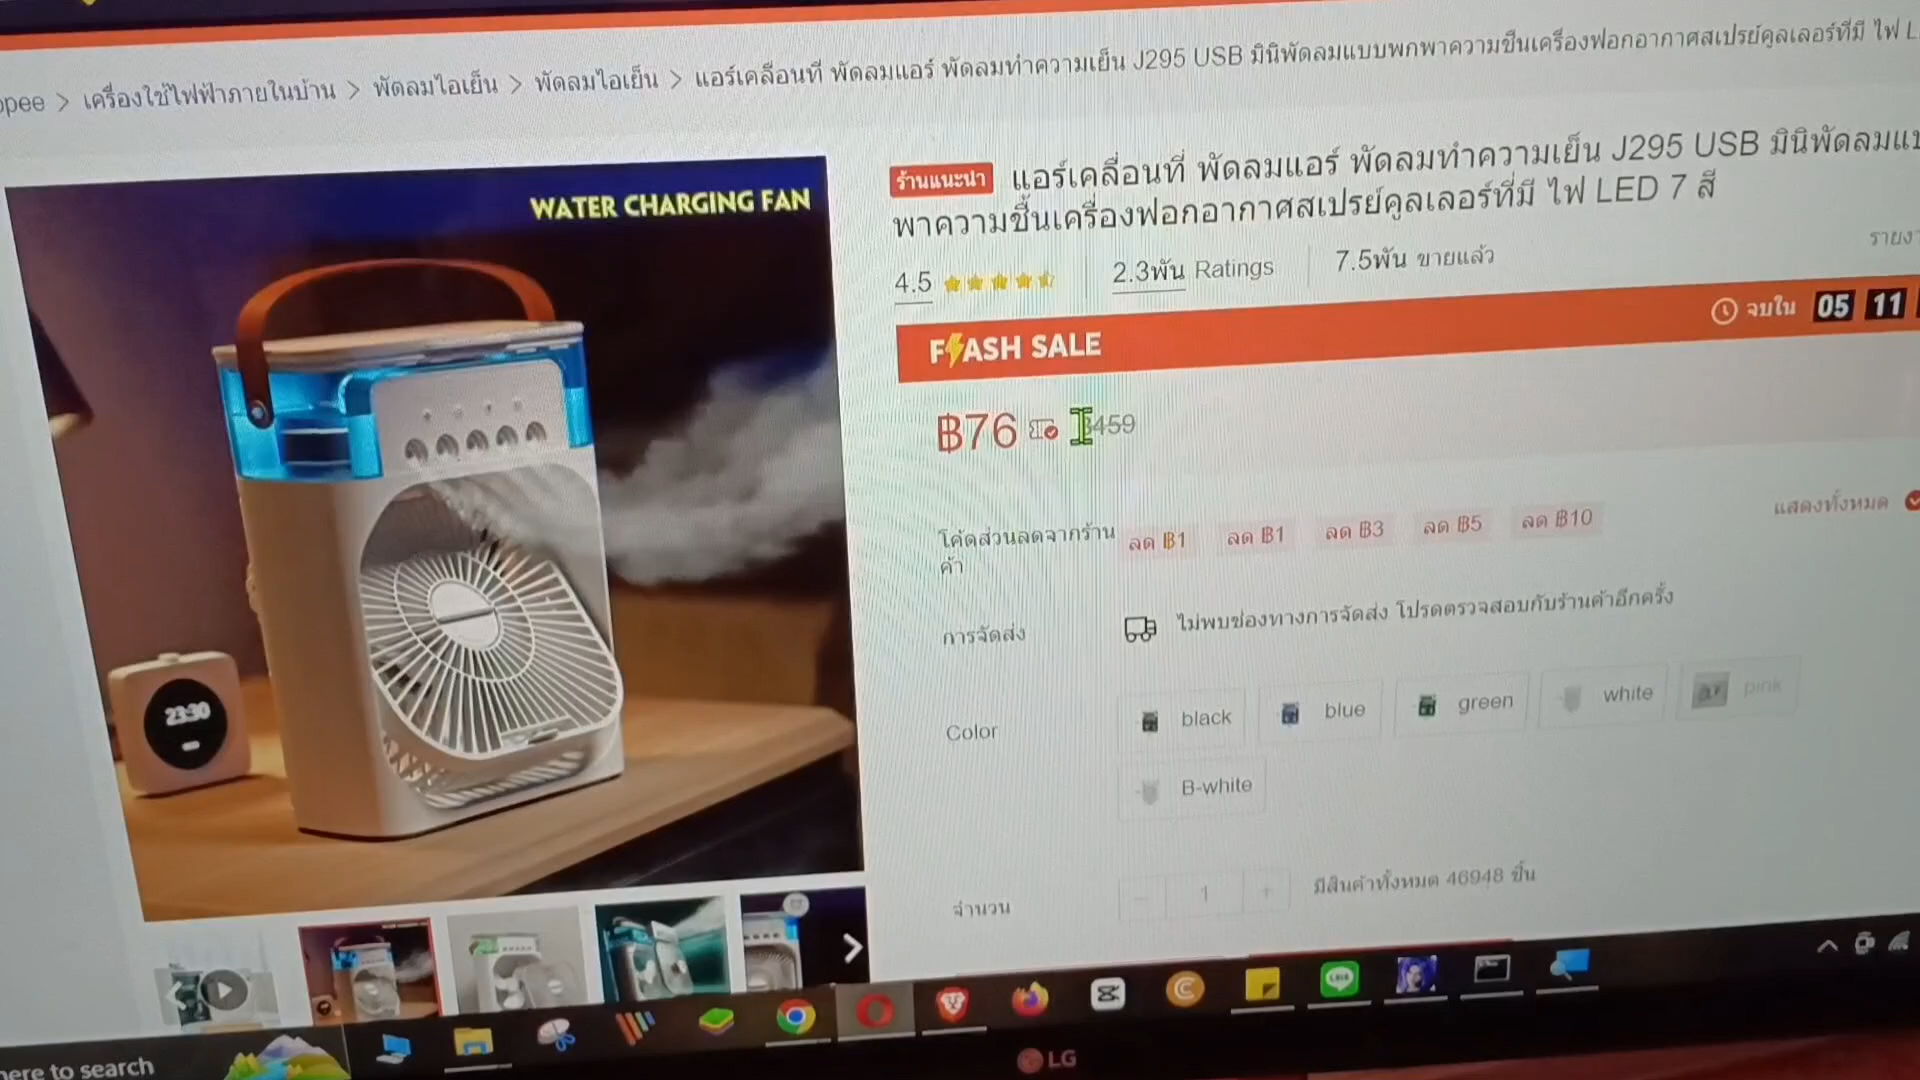 opee > เครื่องใช้ไฟฟ้าภายในบ้าน > พัดลมไอเย็น > พัดลมไอเย็น > แอร์เคลื่อนที่ พัดลมแอร์ พัดลมทำความเย็น J295 USB มินิพัดลมแบบพกพาความชื้นเครื่องฟอกอากาศสเปรย์คูลเลอร์ที่มี ไฟ L
WATER CHARGING FAN
23:30
ร้านแนะนำ แอร์เคลื่อนที่ พัดลมแอร์ พัดลมทำความเย็น J295 USB มินิพัดลมแบ
พาความชื้นเครื่องฟอกอากาศสเปรย์คูลเลอร์ที่มี ไฟ LED 7 สี
4.5 2.3พัน Ratings 7.5พัน ขายแล้ว
รายงา
FLASH SALE จบใน 05 11
฿76 ฿459
โค้ดส่วนลดจากร้าน
ค้า
ลด ฿1 ลด ฿1 ลด ฿3 ลด ฿5 ลด ฿10
แสดงทั้งหมด
การจัดส่ง ไม่พบช่องทางการจัดส่ง โปรดตรวจสอบกับร้านค้าอีกครั้ง
Color black blue green white pink
B-white
จำนวน - 1 + มีสินค้าทั้งหมด 46948 ชิ้น
here to search
LG